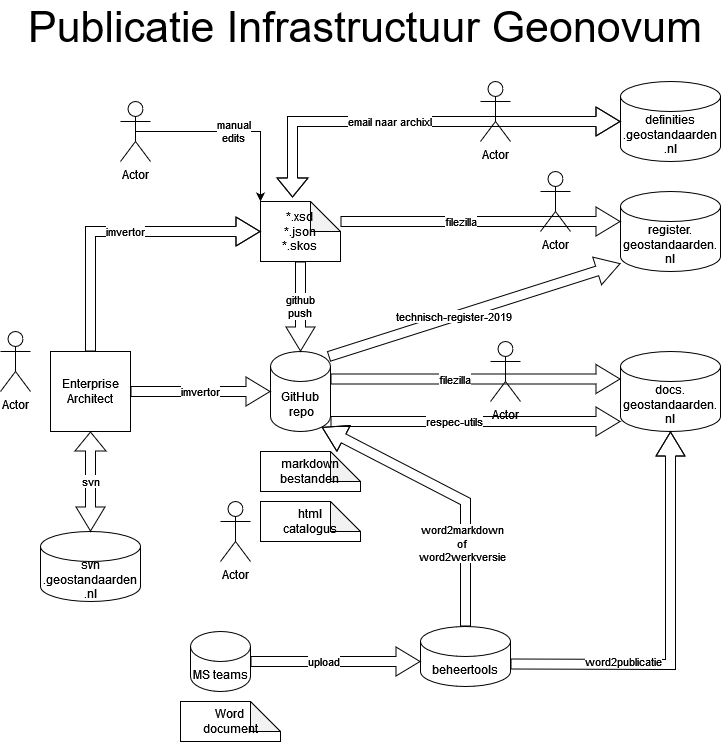 Publicatie Infrastructuur Geonovum
manual
edits
Actor
email naar archixl
Actor
definities
.geostandaarden
.nl
imvertor
*.xsd
*.json
*.skos
filezilla
Actor
register.
geostandaarden.
nl
github
push
technisch-register-2019
Actor
Enterprise
Architect
imvertor
GitHub
repo
filezilla
Actor
respec-utils
docs.
geostandaarden.
nl
svn
markdown
bestanden
html
catalogus
Actor
word2markdown
of
word2werkversie
svn
.geostandaarden
.nl
MS teams
upload
beheertools
word2publicatie
Word
document